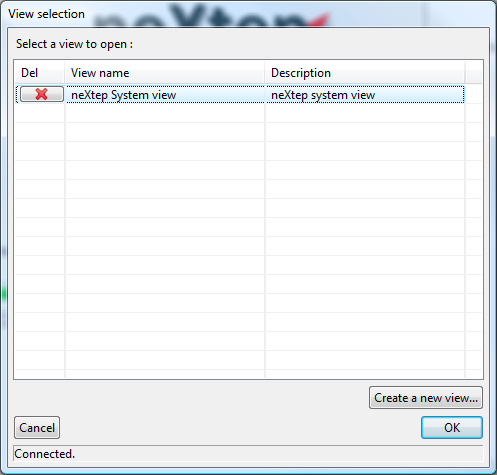 View selection
neXtep
Select a view to open :
Del View name Description
neXtep System view neXtep system view
Create a new view...
Cancel OK
Connected.